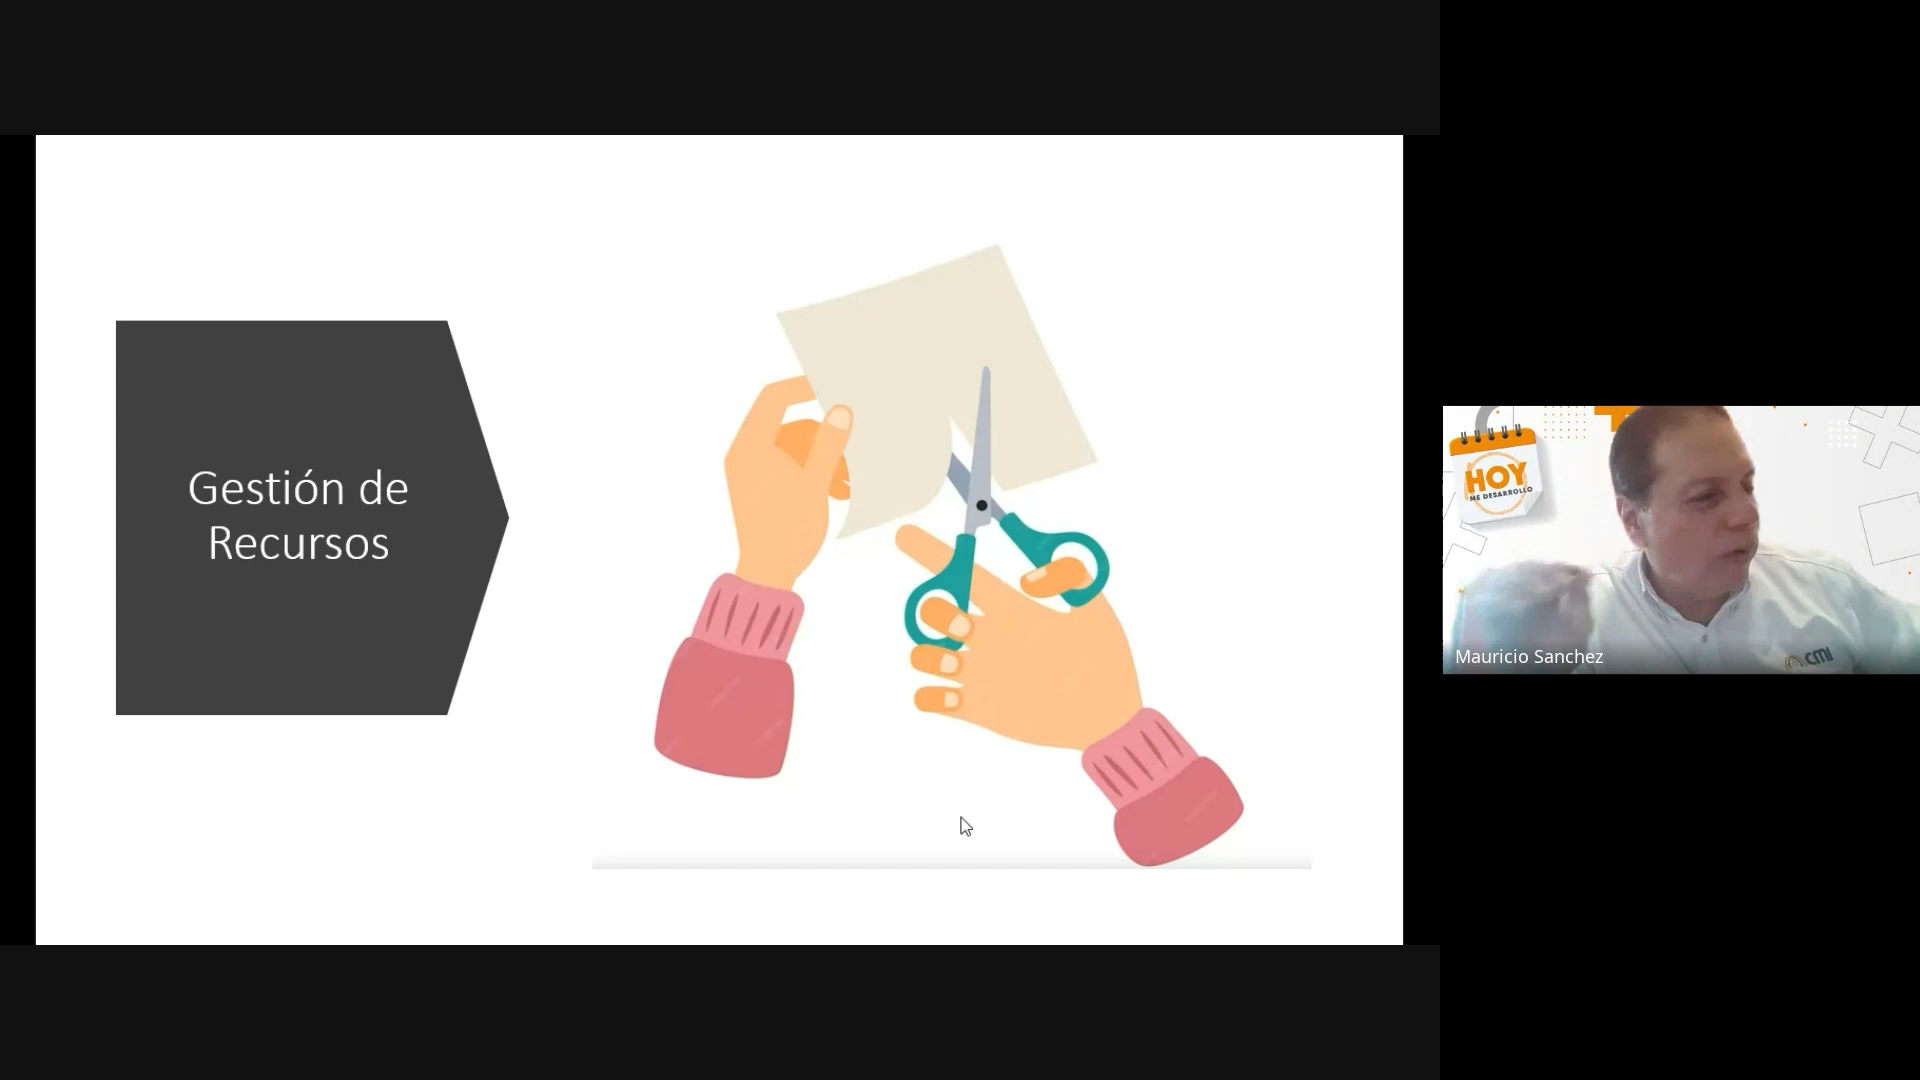 Gestión de
Recursos
HOY
ME DESARROLLO
Mauricio Sanchez
cmi